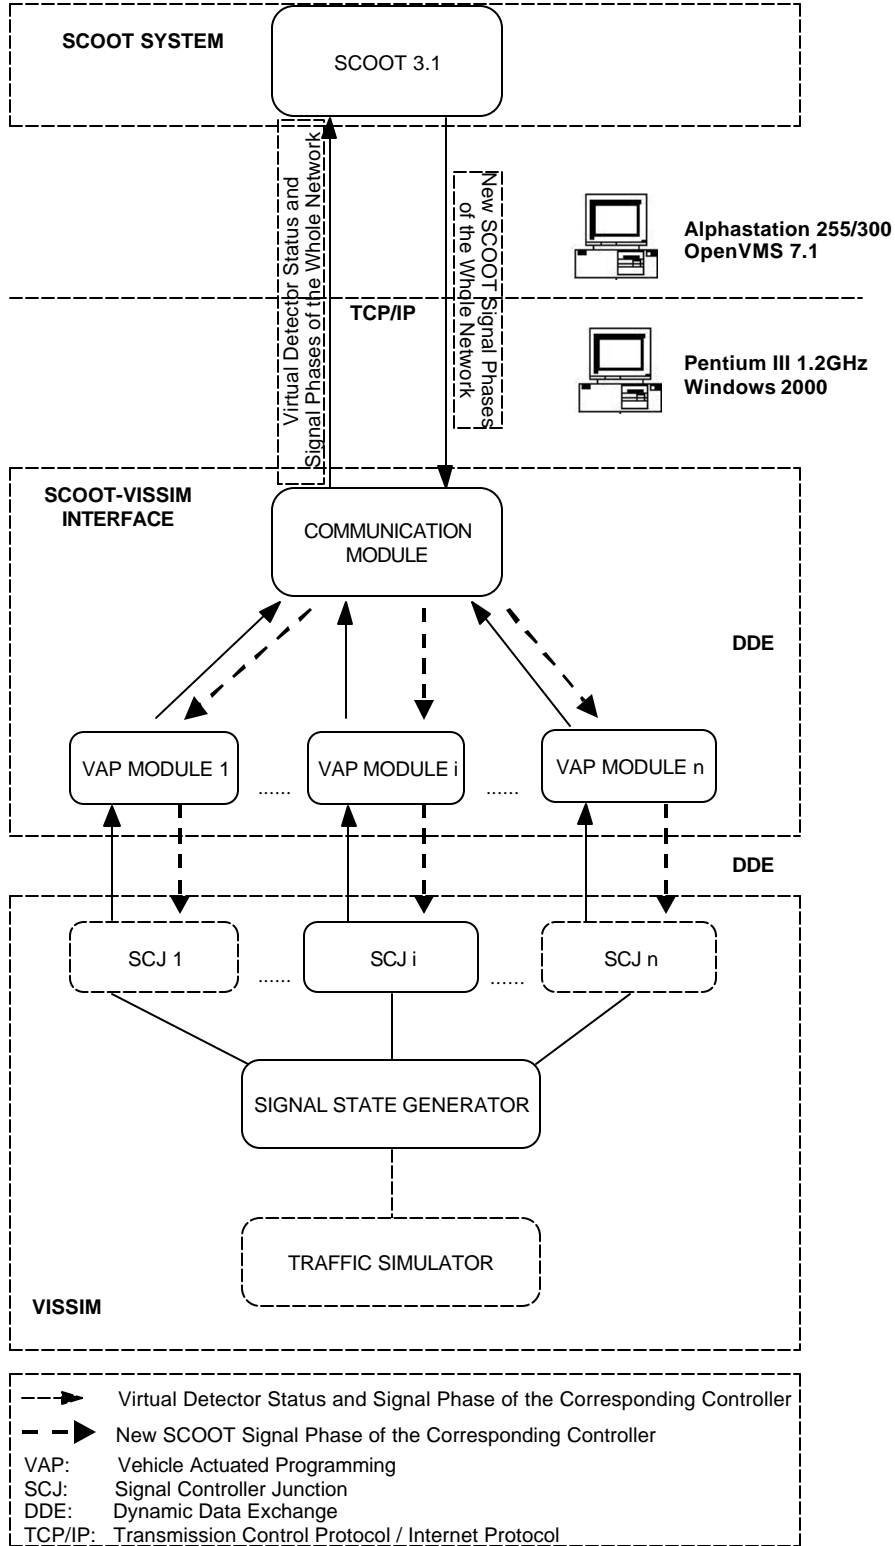 SCOOT SYSTEM
SCOOT 3.1
Virtual Detector Status and
Signal Phases of the Whole Network
New SCOOT Signal Phases
of the Whole Network
Alphastation 255/300
OpenVMS 7.1
TCP/IP
Pentium III 1.2GHz
Windows 2000
SCOOT-VISSIM
INTERFACE
COMMUNICATION
MODULE
DDE
VAP MODULE 1
......
VAP MODULE i
......
VAP MODULE n
DDE
SCJ 1
......
SCJ i
......
SCJ n
SIGNAL STATE GENERATOR
TRAFFIC SIMULATOR
VISSIM
Virtual Detector Status and Signal Phase of the Corresponding Controller
New SCOOT Signal Phase of the Corresponding Controller
VAP: Vehicle Actuated Programming
SCJ: Signal Controller Junction
DDE: Dynamic Data Exchange
TCP/IP: Transmission Control Protocol / Internet Protocol